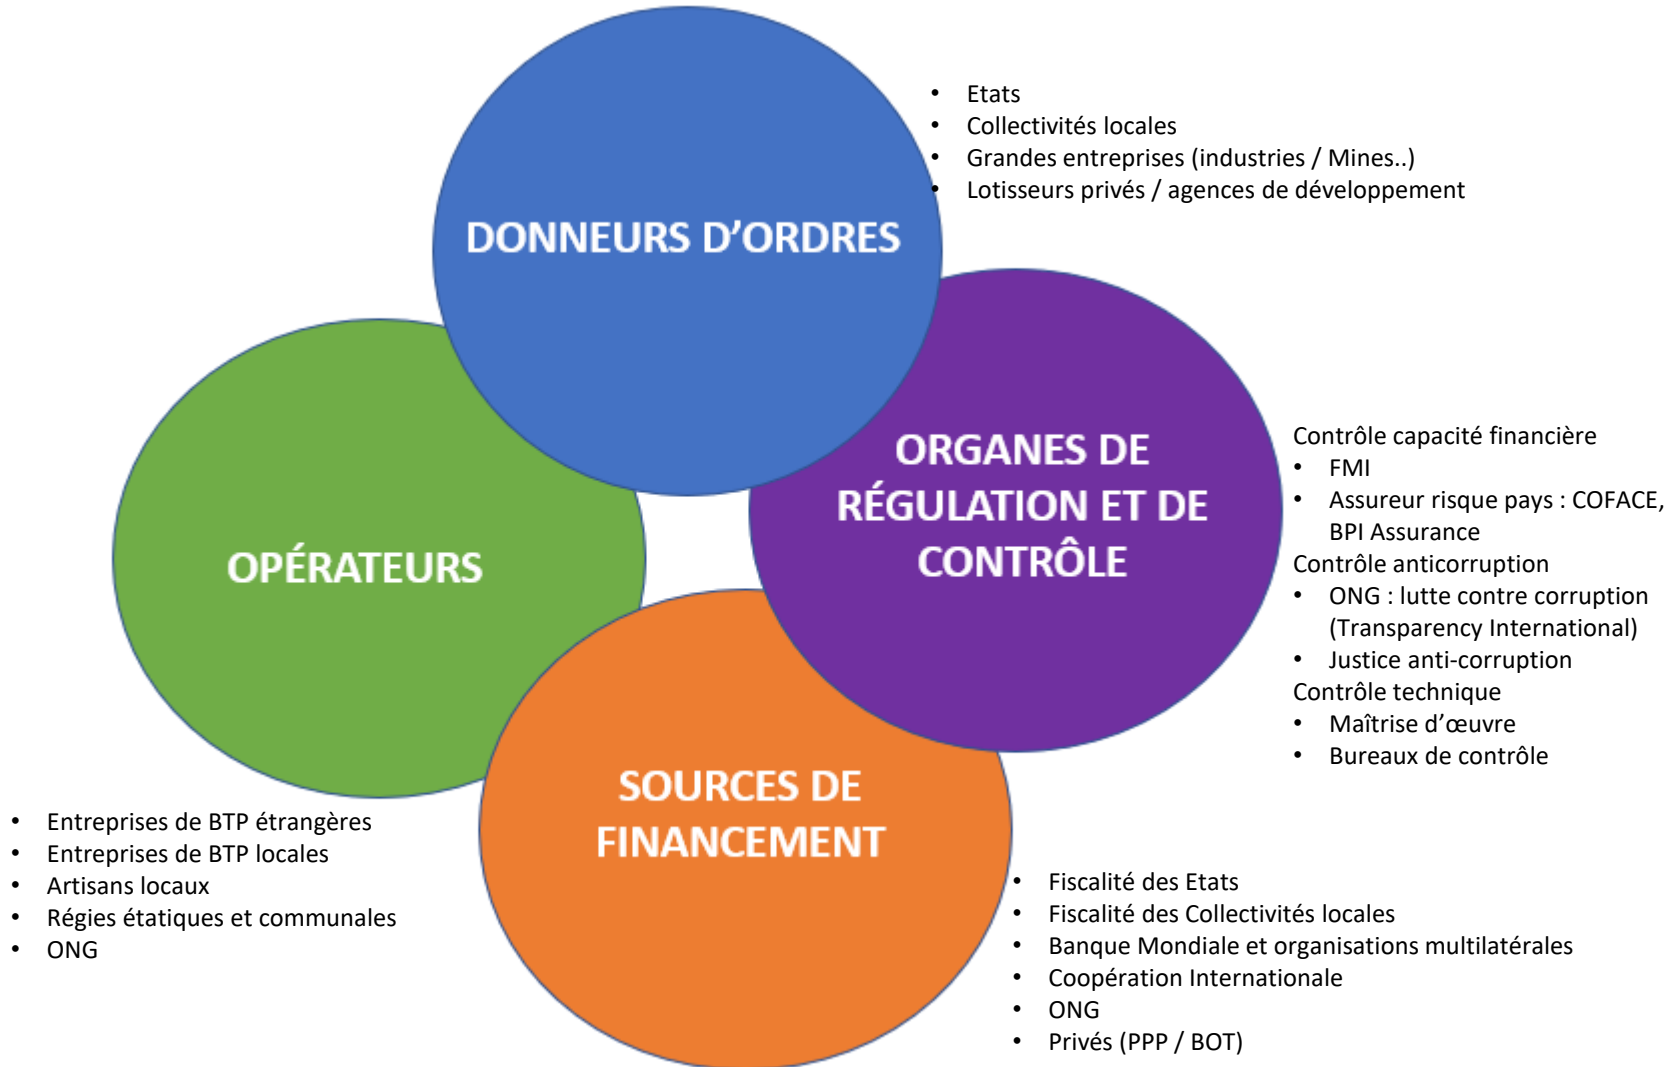 • Etats
• Collectivités locales
• Grandes entreprises (industries / Mines..)
• Lotisseurs privés / agences de développement
DONNEURS D’ORDRES
ORGANES DE
RÉGULATION ET DE
CONTRÔLE
Contrôle capacité financière
• FMI
• Assureur risque pays : COFACE,
BPI Assurance
Contrôle anticorruption
• ONG : lutte contre corruption
(Transparency International)
• Justice anti-corruption
Contrôle technique
• Maîtrise d’œuvre
• Bureaux de contrôle
OPÉRATEURS
• Entreprises de BTP étrangères
• Entreprises de BTP locales
• Artisans locaux
• Régies étatiques et communales
• ONG
SOURCES DE
FINANCEMENT
• Fiscalité des Etats
• Fiscalité des Collectivités locales
• Banque Mondiale et organisations multilatérales
• Coopération Internationale
• ONG
• Privés (PPP / BOT)